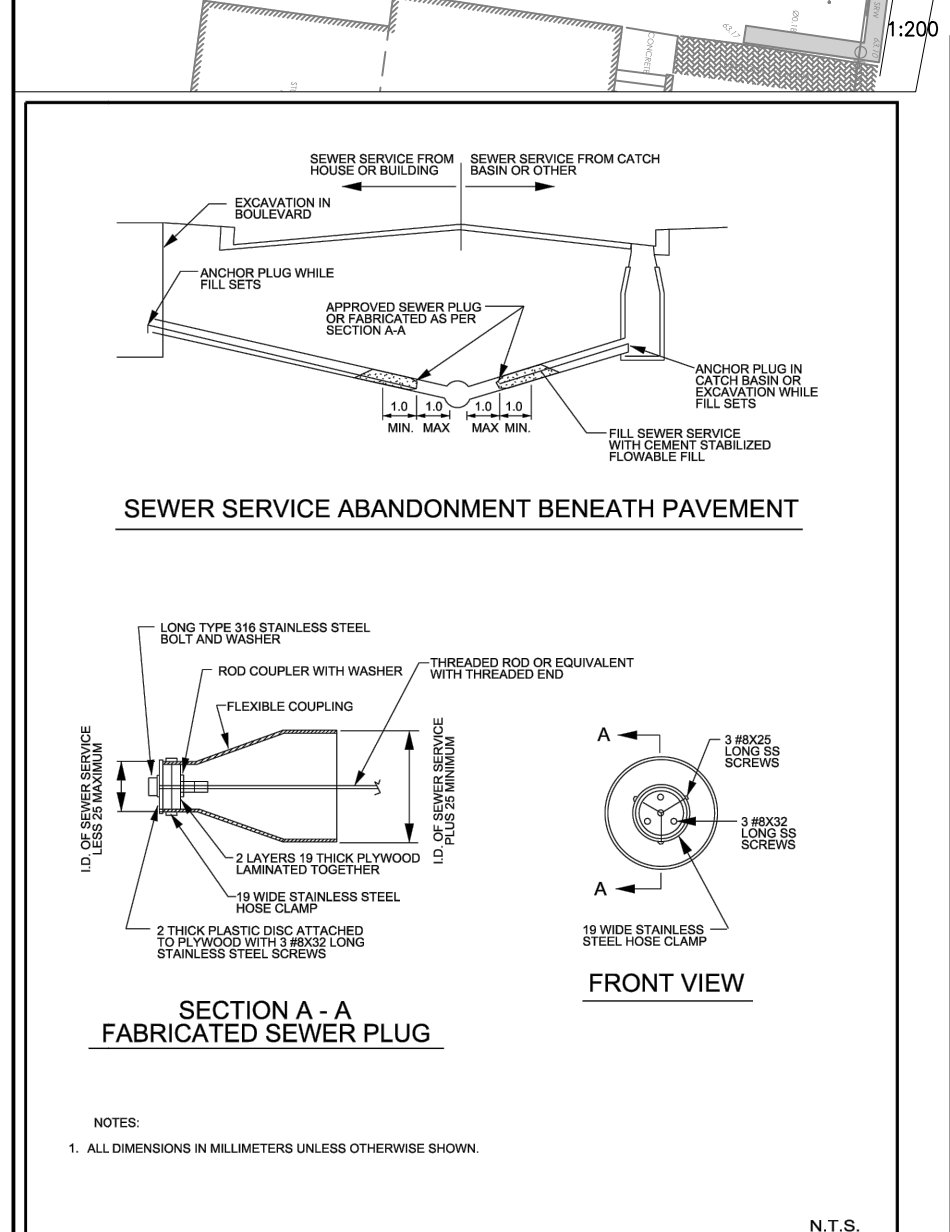 1:200
SRW
63.10
Ø0.18
63.17
CONCRETE
SEWER SERVICE FROM
HOUSE OR BUILDING
SEWER SERVICE FROM CATCH
BASIN OR OTHER
EXCAVATION IN
BOULEVARD
ANCHOR PLUG WHILE
FILL SETS
APPROVED SEWER PLUG
OR FABRICATED AS PER
SECTION A-A
ANCHOR PLUG IN
CATCH BASIN OR
EXCAVATION WHILE
FILL SETS
1.0 1.0 1.0 1.0
MIN. MAX MAX MIN.
FILL SEWER SERVICE
WITH CEMENT STABILIZED
FLOWABLE FILL
SEWER SERVICE ABANDONMENT BENEATH PAVEMENT
LONG TYPE 316 STAINLESS STEEL
BOLT AND WASHER
ROD COUPLER WITH WASHER
THREADED ROD OR EQUIVALENT
WITH THREADED END
FLEXIBLE COUPLING
I.D. OF SEWER SERVICE
LESS 25 MAXIMUM
I.D. OF SEWER SERVICE
PLUS 25 MINIMUM
2 LAYERS 19 THICK PLYWOOD
LAMINATED TOGETHER
19 WIDE STAINLESS STEEL
HOSE CLAMP
2 THICK PLASTIC DISC ATTACHED
TO PLYWOOD WITH 3 #8X32 LONG
STAINLESS STEEL SCREWS
SECTION A - A
FABRICATED SEWER PLUG
A
3 #8X25
LONG SS
SCREWS
3 #8X32
LONG SS
SCREWS
A
19 WIDE STAINLESS
STEEL HOSE CLAMP
FRONT VIEW
NOTES:
1. ALL DIMENSIONS IN MILLIMETERS UNLESS OTHERWISE SHOWN.
N.T.S.